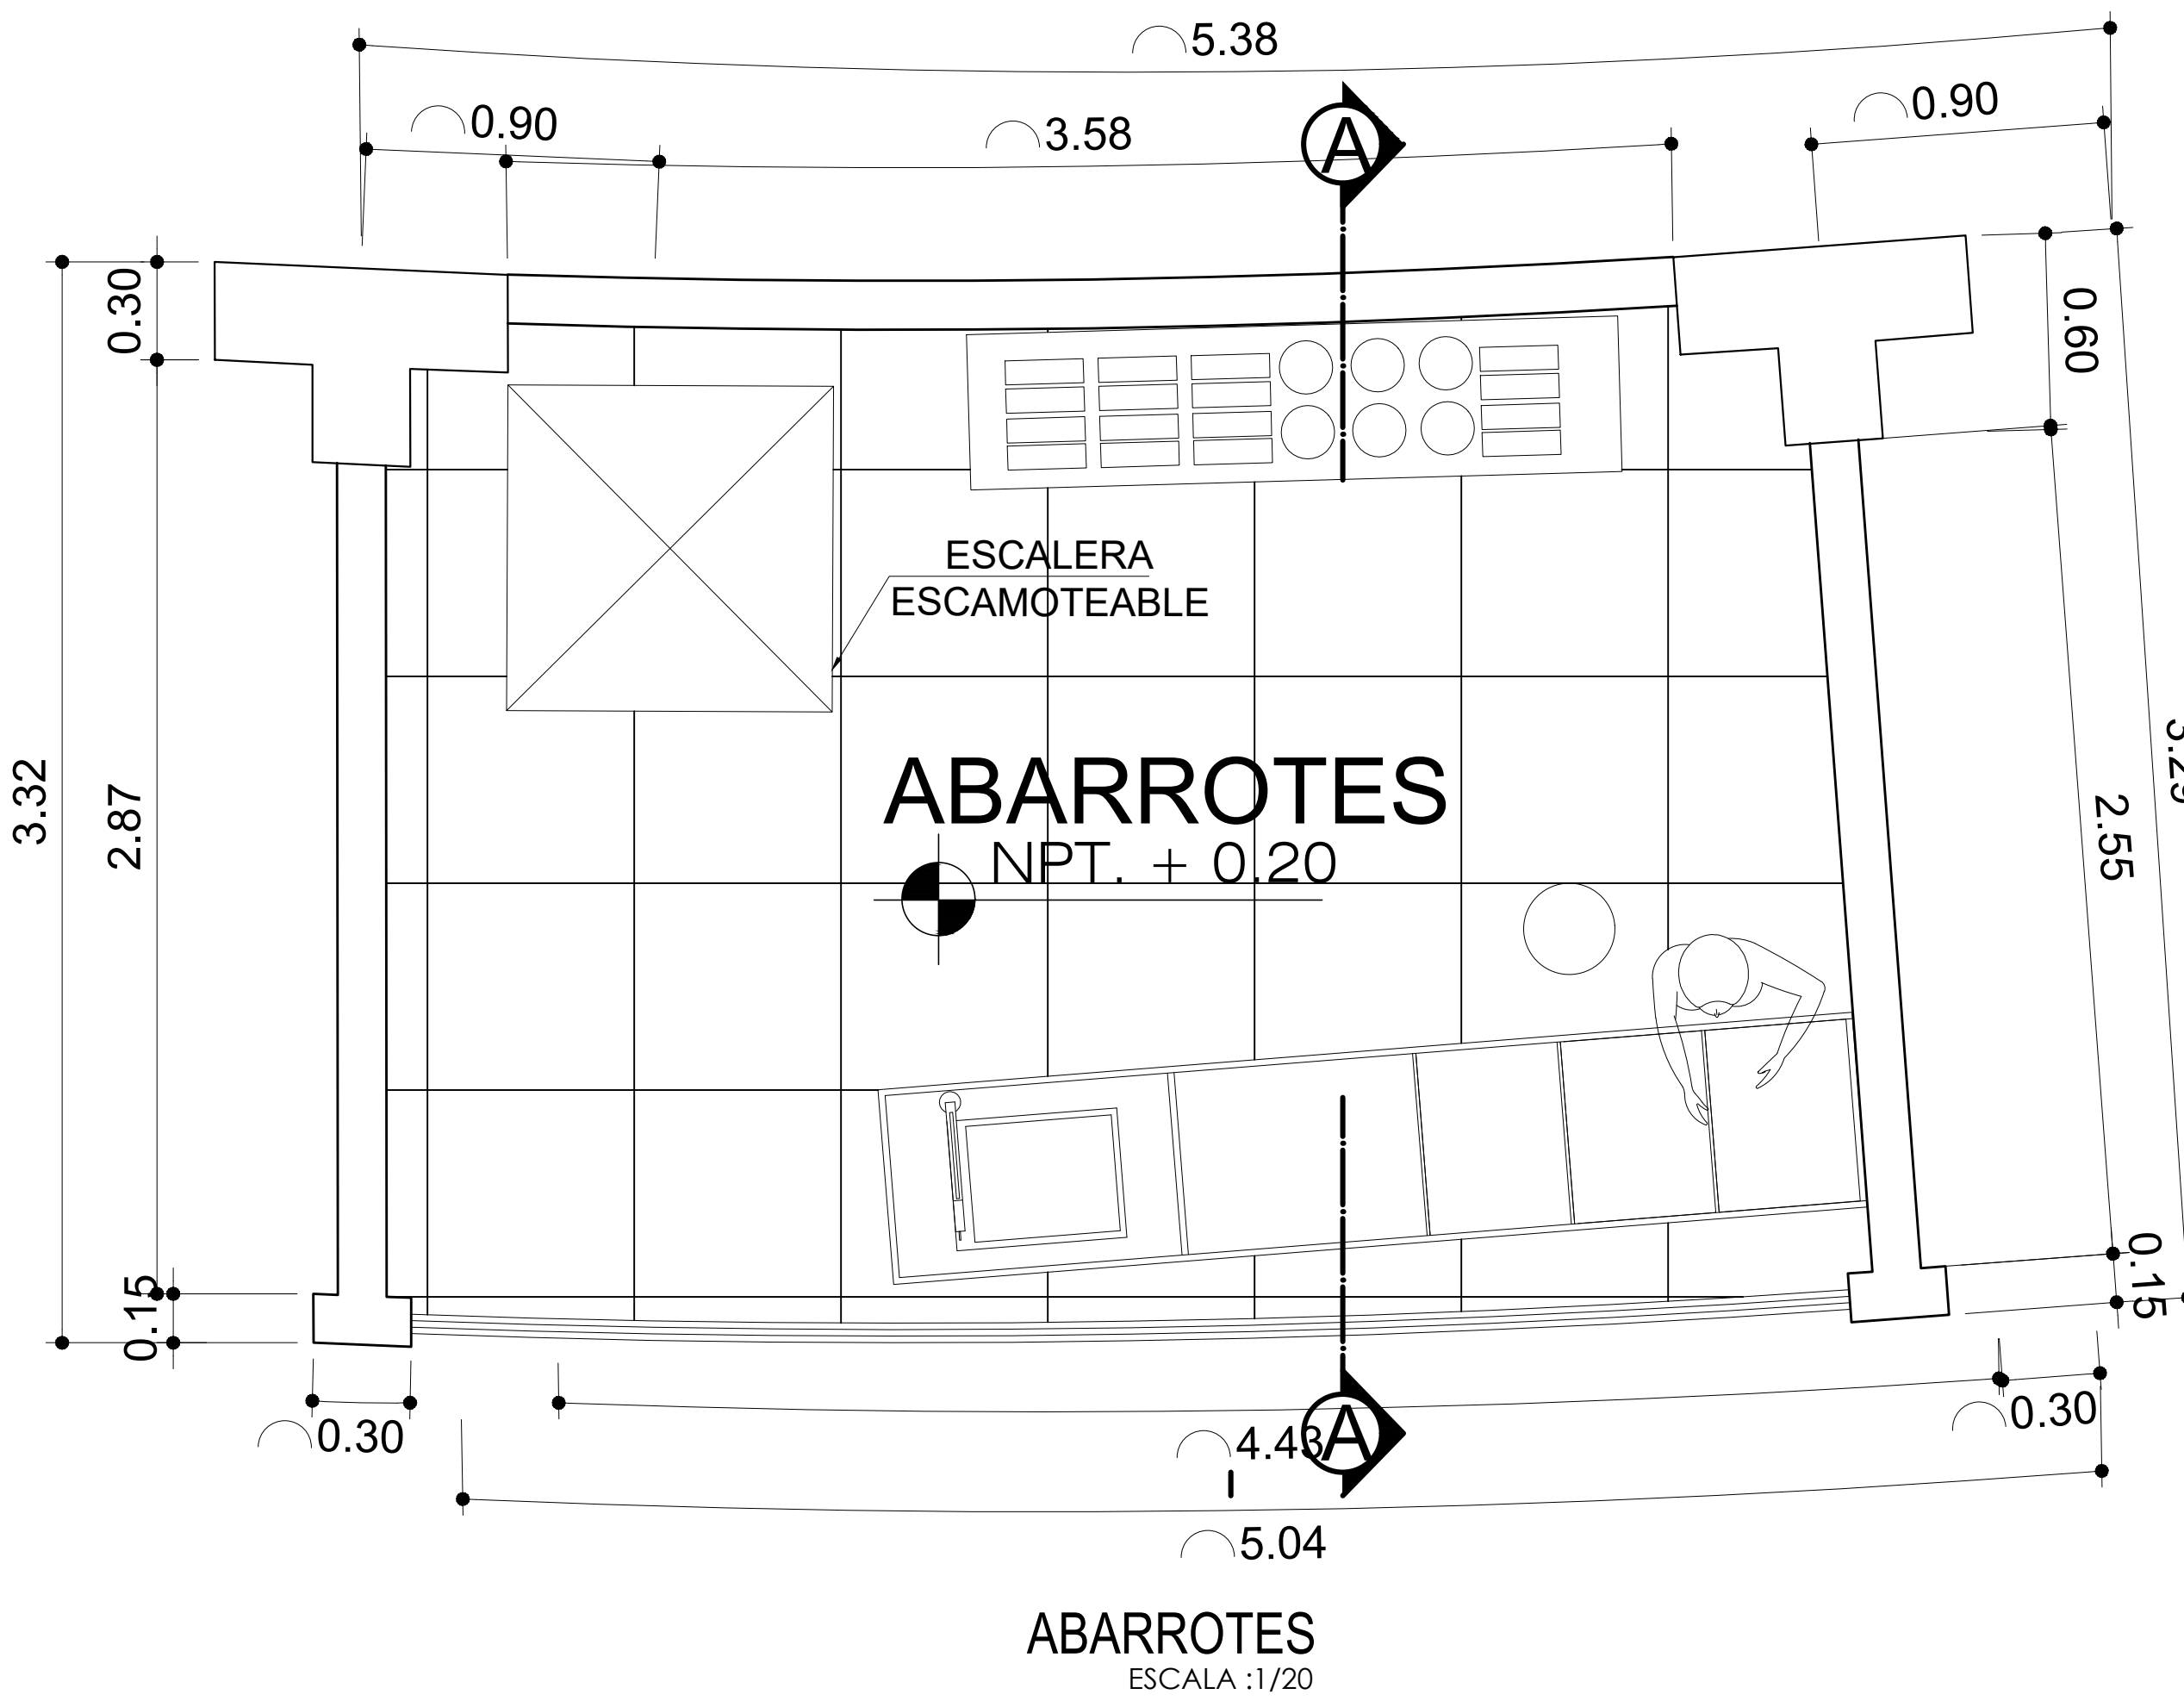 5.38
0.90
3.58
0.90
A
0.30
0.60
ESCALERA
ESCAMOTEABLE
3.32
2.87
ABARROTES
NPT. + 0.20
2.55
0.15
0.15
0.30
4.43
A
0.30
5.04
ABARROTES
ESCALA :1/20